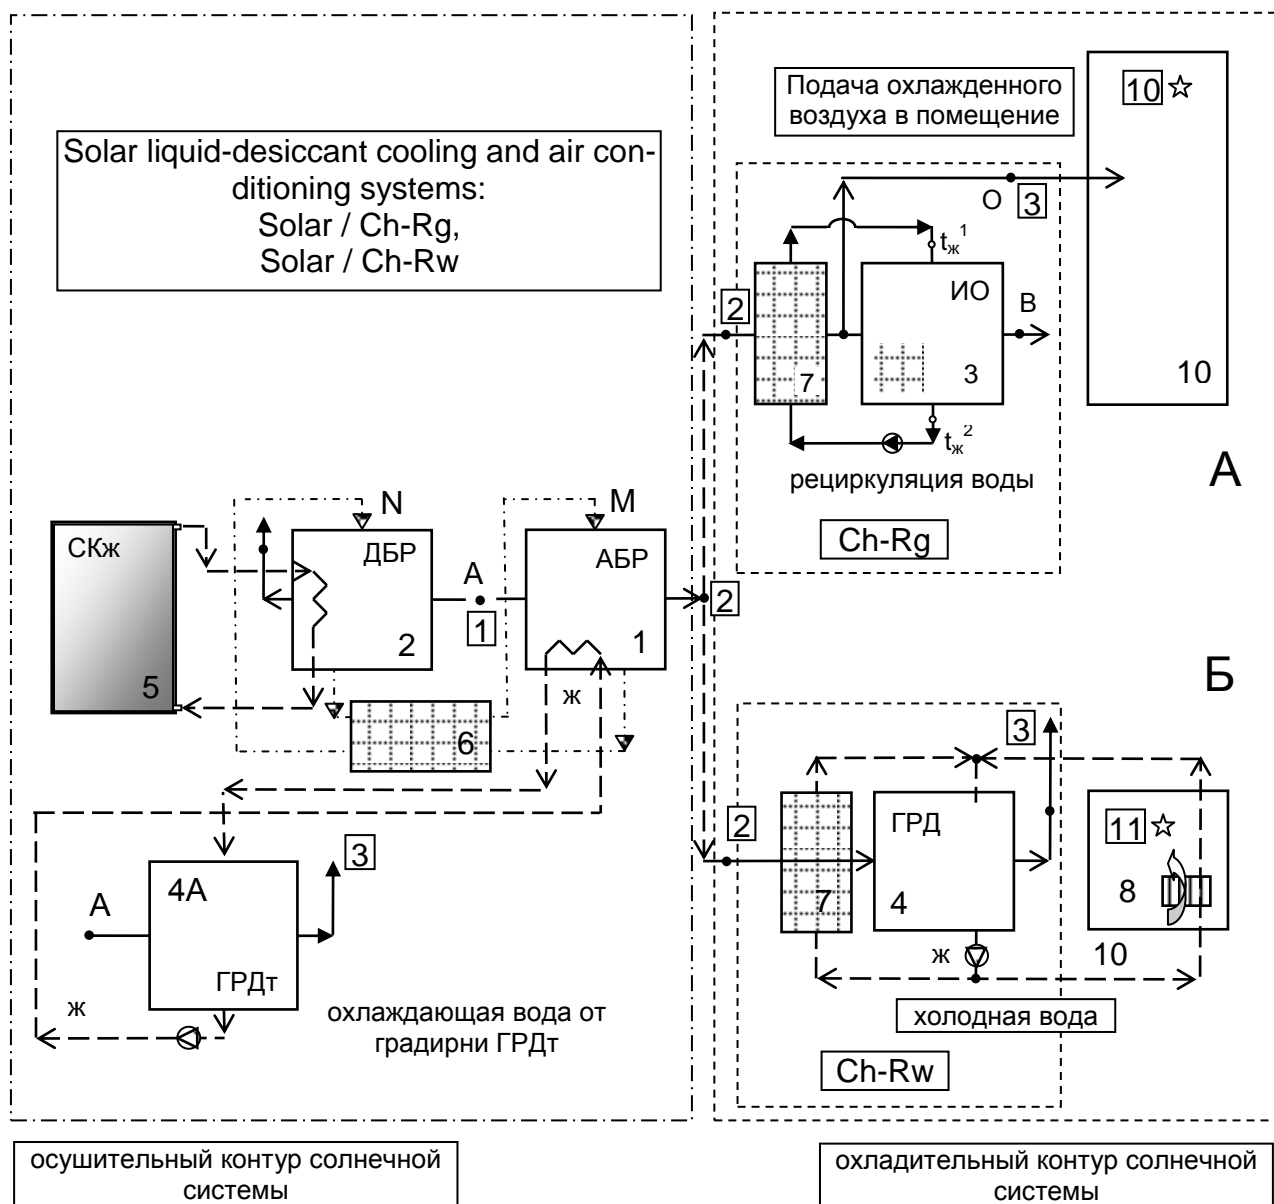 Solar liquid-desiccant cooling and air con-
ditioning systems:
Solar / Ch-Rg,
Solar / Ch-Rw
Подача охлажденного
воздуха в помещение
10
10
О
3
tж1
ИО
3
В
2
7
tж2
рециркуляция воды
Ch-Rg
А
СКж
5
N
ДБР
2
А
1
М
АБР
1
2
ж
6
Б
3
2
7
ГРД
4
ж
11
8
10
холодная вода
Ch-Rw
4А
ГРДт
А
3
ж
охлаждающая вода от
градирни ГРДт
осушительный контур солнечной
системы
охладительный контур солнечной
системы